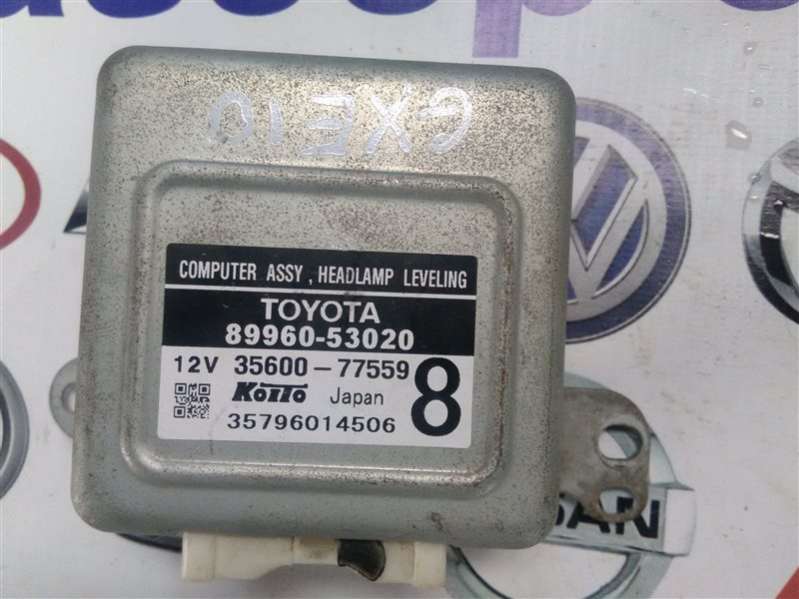 GXE10
COMPUTER ASSY, HEADLAMP LEVELING
TOYOTA
89960-53020
12V 35600-77559 8
KOITO Japan
35796014506